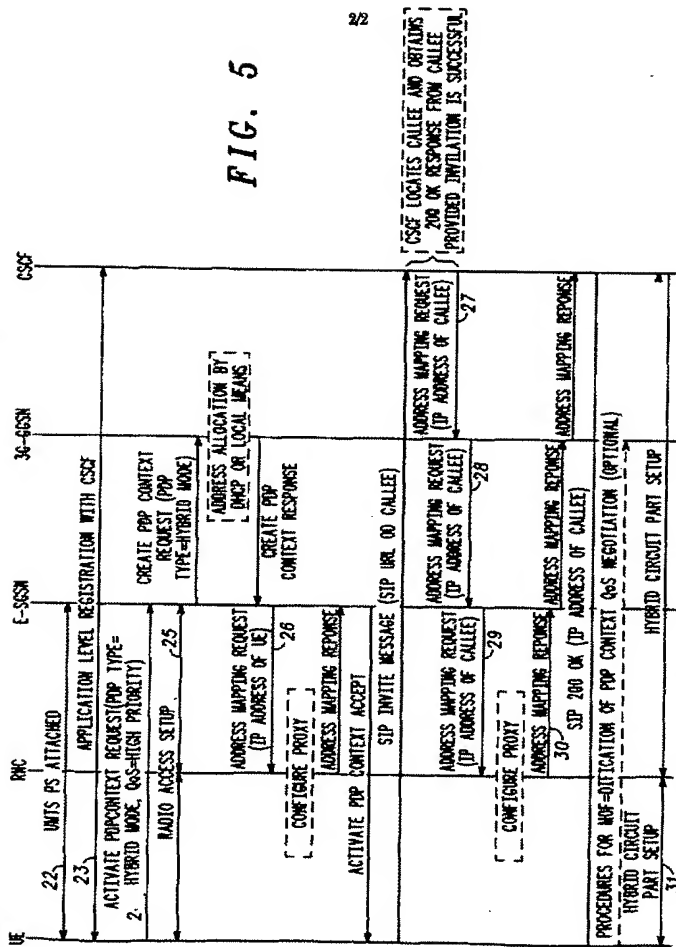 2/2
FIG. 5
UE
RNC
E-SGSN
3G-GGSN
CSCF
22
UMTS PS ATTACHED
23
APPLICATION LEVEL REGISTRATION WITH CSCF
ACTIVATE PDPCONTEXT REQUEST(PDP TYPE=
2. HYBRID MODE, QoS=HIGH PRIORITY)
CREATE PDP CONTEXT
REQUEST (PDP
TYPE=HYBRID MODE)
RADIO ACCESS SETUP
25
ADDRESS ALLOCATION BY
DHCP OR LOCAL MEANS
CREATE PDP
CONTEXT RESPONSE
ADDRESS MAPPING REQUEST
(IP ADDRESS OF UE)
26
CONFIGURE PROXY
ADDRESS MAPPING REPONSE
ACTIVATE PDP CONTEXT ACCEPT
SIP INVITE MESSAGE (SIP URL OO CALLEE)
CSCF LOCATES CALLEE AND OBTAINS
200 OK RESPONSE FROM CALLEE
PROVIDED INVILATION IS SUCCESSFUL
ADDRESS MAPPING REQUEST
(IP ADDRESS OF CALLEE)
27
ADDRESS MAPPING REQUEST
(IP ADDRESS OF CALLEE)
28
ADDRESS MAPPING REQUEST
(IP ADDRESS OF CALLEE)
29
CONFIGURE PROXY
ADDRESS MAPPING REPONSE
30
ADDRESS MAPPING REPONSE
ADDRESS MAPPING REPONSE
SIP 200 OK (IP ADDRESS OF CALLEE)
PROCEDURES FOR MOF=DIFICATION OF PDP CONTEXT QoS NEGOTIATION (OPTIONAL)
HYBRID CIRCUIT
PART SETUP
31
HYBRID CIRCUIT PART SETUP